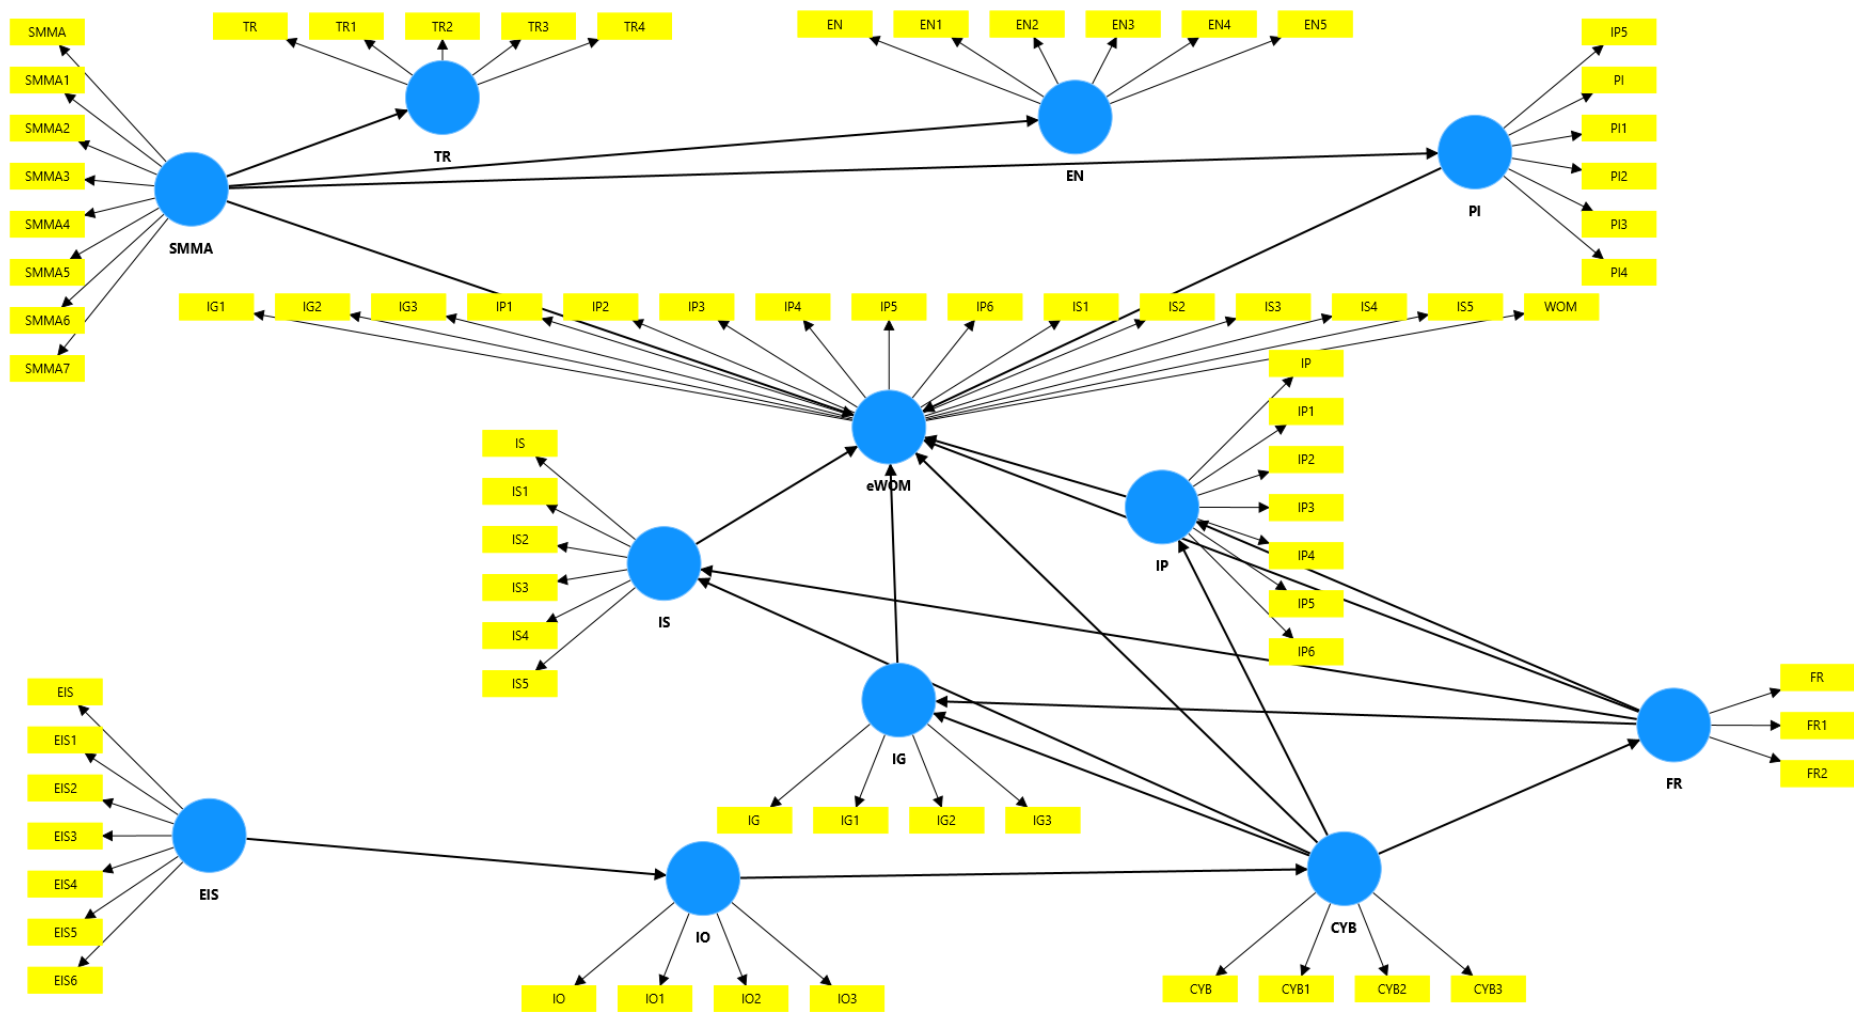 SMMA
SMMA1
SMMA2
SMMA3
SMMA4
SMMA5
SMMA6
SMMA7
SMMA
TR
TR1
TR2
TR3
TR4
TR
EN
EN1
EN2
EN3
EN4
EN5
EN
IP5
PI
PI1
PI2
PI3
PI4
PI
IG1
IG2
IG3
IP1
IP2
IP3
IP4
IP5
IP6
IS1
IS2
IS3
IS4
IS5
WOM
eWOM
IP
IP1
IP2
IP3
IP4
IP5
IP6
IP
IS
IS1
IS2
IS3
IS4
IS5
IS
IG
IG
IG1
IG2
IG3
FR
FR1
FR2
FR
EIS
EIS1
EIS2
EIS3
EIS4
EIS5
EIS6
EIS
IO
IO
IO1
IO2
IO3
CYB
CYB
CYB1
CYB2
CYB3